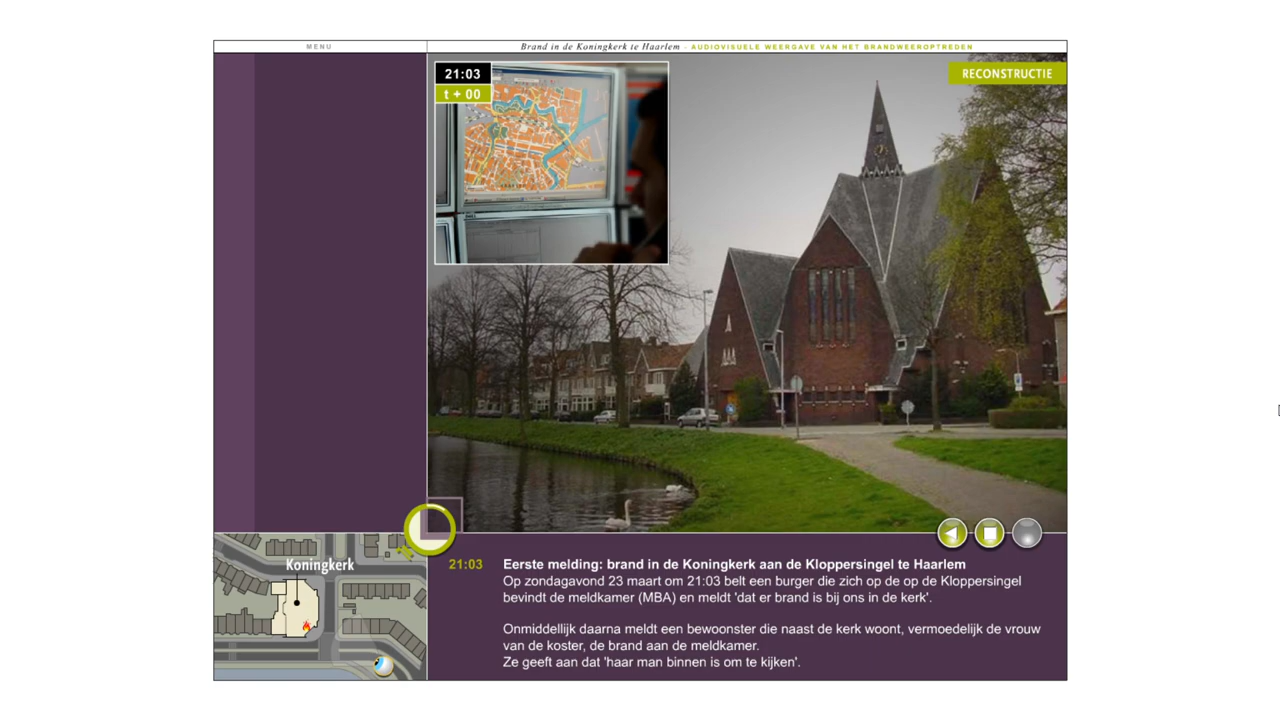 MENU
Brand in de Koningkerk te Haarlem - AUDIOVISUELE WEERGAVE VAN HET BRANDWEEROPTREDEN
21:03
t + 00
RECONSTRUCTIE
Koningkerk
21:03 Eerste melding: brand in de Koningkerk aan de Kloppersingel te Haarlem
Op zondagavond 23 maart om 21:03 belt een burger die zich op de op de Kloppersingel
bevindt de meldkamer (MBA) en meldt 'dat er brand is bij ons in de kerk'.
Onmiddellijk daarna meldt een bewoonster die naast de kerk woont, vermoedelijk de vrouw
van de koster, de brand aan de meldkamer.
Ze geeft aan dat 'haar man binnen is om te kijken'.